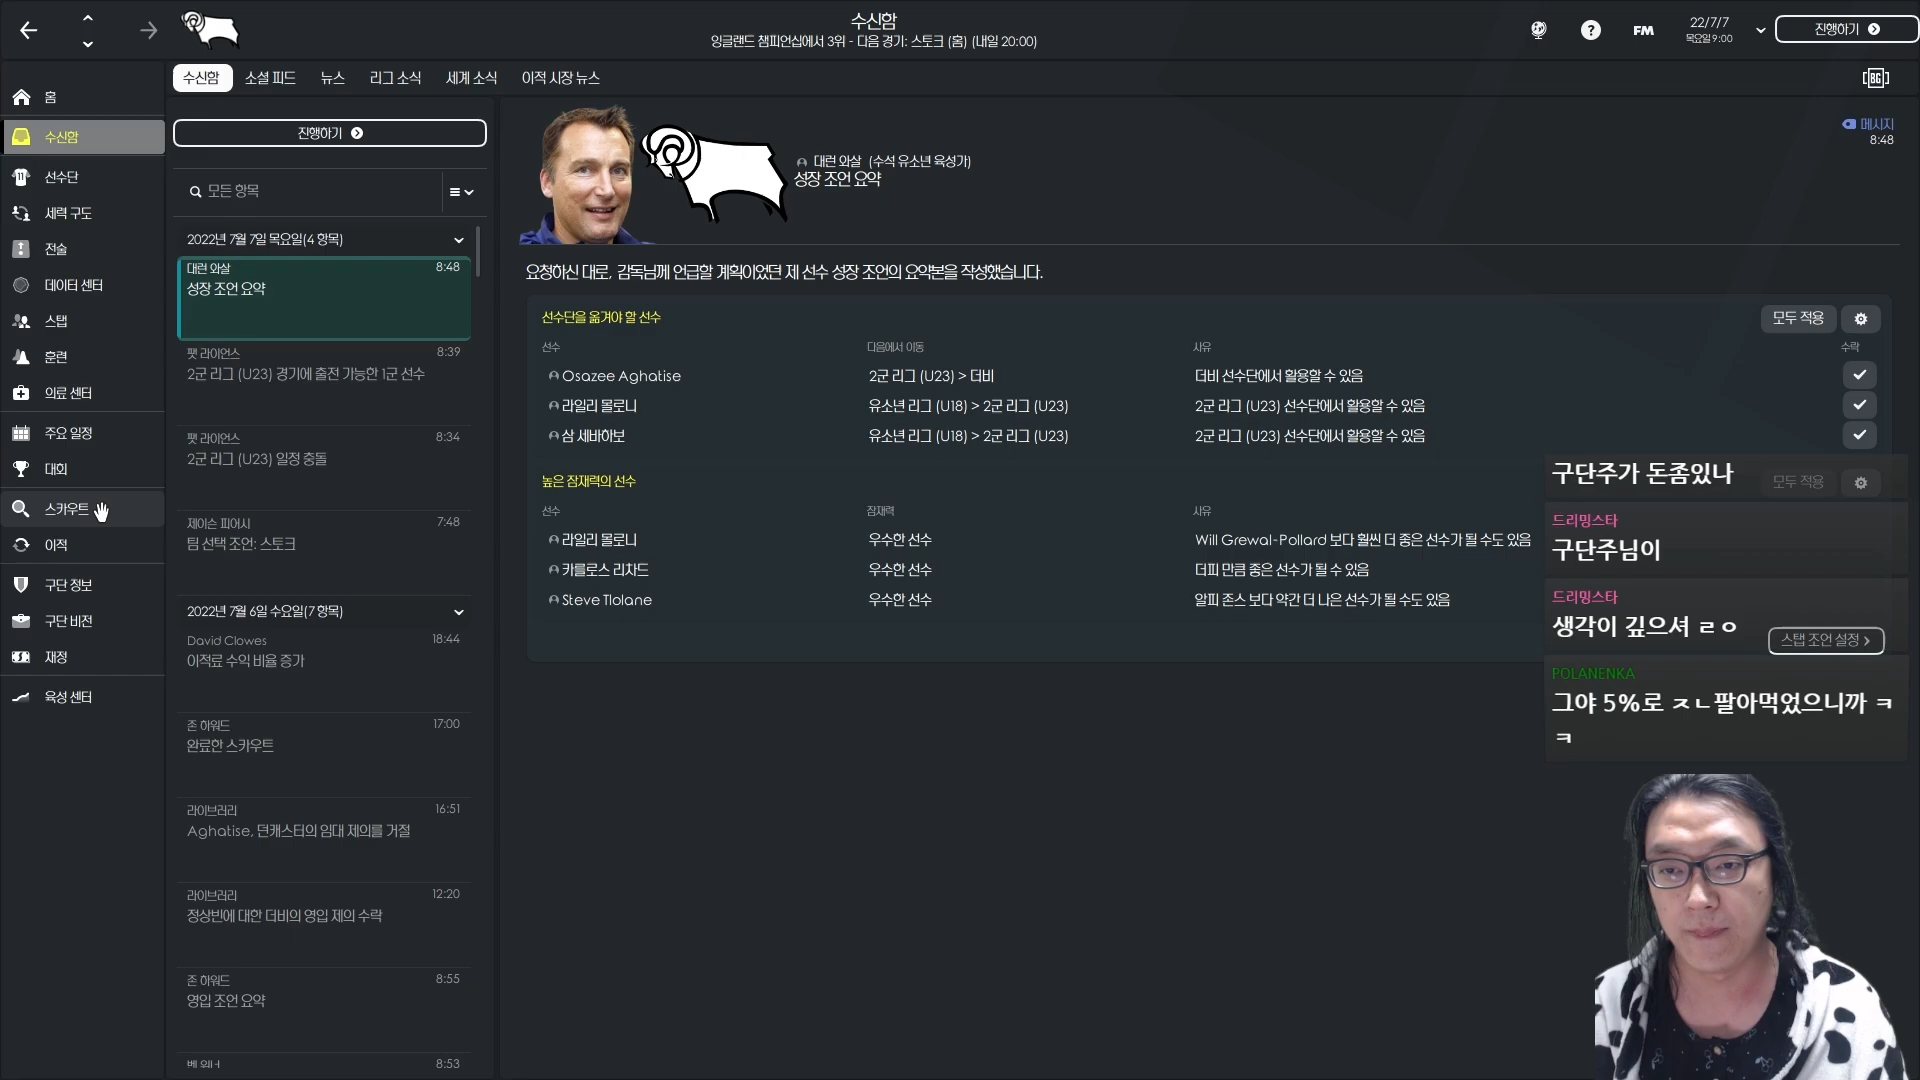 수신함
잉글랜드 챔피언십에서 3위 - 다음 경기: 스토크 (홈) (내일 20:00)
FM
22/7/7
목요일 9:00
진행하기
홈
수신함
선수단
세력 구도
전술
데이터 센터
스탭
훈련
의료 센터
주요 일정
대회
스카우트
이적
구단 정보
구단 비전
재정
육성 센터
수신함 소셜 피드 뉴스 리그 소식 세계 소식 이적 시장 뉴스
BG
진행하기
모든 항목
2022년 7월 7일 목요일(4 항목)
대런 와살 8:48
성장 조언 요약
팻 라이언스 8:39
2군 리그 (U23) 경기에 출전 가능한 1군 선수
팻 라이언스 8:34
2군 리그 (U23) 일정 충돌
제이슨 피어시 7:48
팀 선택 조언: 스토크
2022년 7월 6일 수요일(7 항목)
David Clowes 18:44
이적료 수익 비율 증가
존 하워드 17:00
완료한 스카우트
라이브러리 16:51
Aghatise, 던캐스터의 임대 제의를 거절
라이브러리 12:20
정상빈에 대한 더비의 영입 제의 수락
존 하워드 8:55
영입 조언 요약
8:53
메시지
8:48
대런 와살 (수석 유소년 육성가)
성장 조언 요약
요청하신 대로, 감독님께 언급할 계획이었던 제 선수 성장 조언의 요약본을 작성했습니다.
선수단을 옮겨야 할 선수 모두 적용
선수 다음에서 이동 사유 수락
Osazee Aghatise 2군 리그 (U23) > 더비 더비 선수단에서 활용할 수 있음
라일리 몰로니 유소년 리그 (U18) > 2군 리그 (U23) 2군 리그 (U23) 선수단에서 활용할 수 있음
삼 세바하보 유소년 리그 (U18) > 2군 리그 (U23) 2군 리그 (U23) 선수단에서 활용할 수 있음
높은 잠재력의 선수 모두 적용
선수 잠재력 사유
라일리 몰로니 우수한 선수 Will Grewal-Pollard 보다 훨씬 더 좋은 선수가 될 수도 있음
카를로스 리차드 우수한 선수 더피 만큼 좋은 선수가 될 수 있음
Steve Tlolane 우수한 선수 알피 존스 보다 약간 더 나은 선수가 될 수도 있음
스탭 조언 설정 >
구단주가 돈좀있나
드리밍스타
구단주님이
드리밍스타
생각이 깊으셔 ㄹㅇ
POLANENKA
그야 5%로 ㅈㄴ팔아먹었으니까 ㅋ
ㅋ